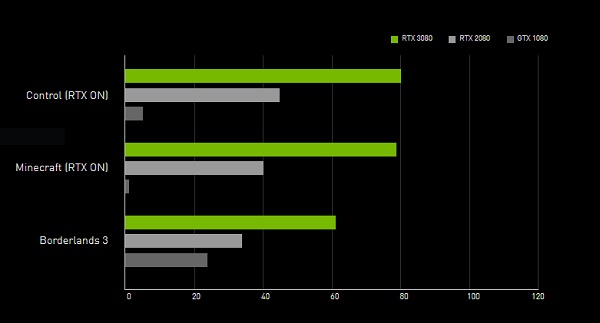 RTX 3080 RTX 2080 GTX 1080
Control (RTX ON)
Minecraft (RTX ON)
Borderlands 3
0 20 40 60 80 100 120